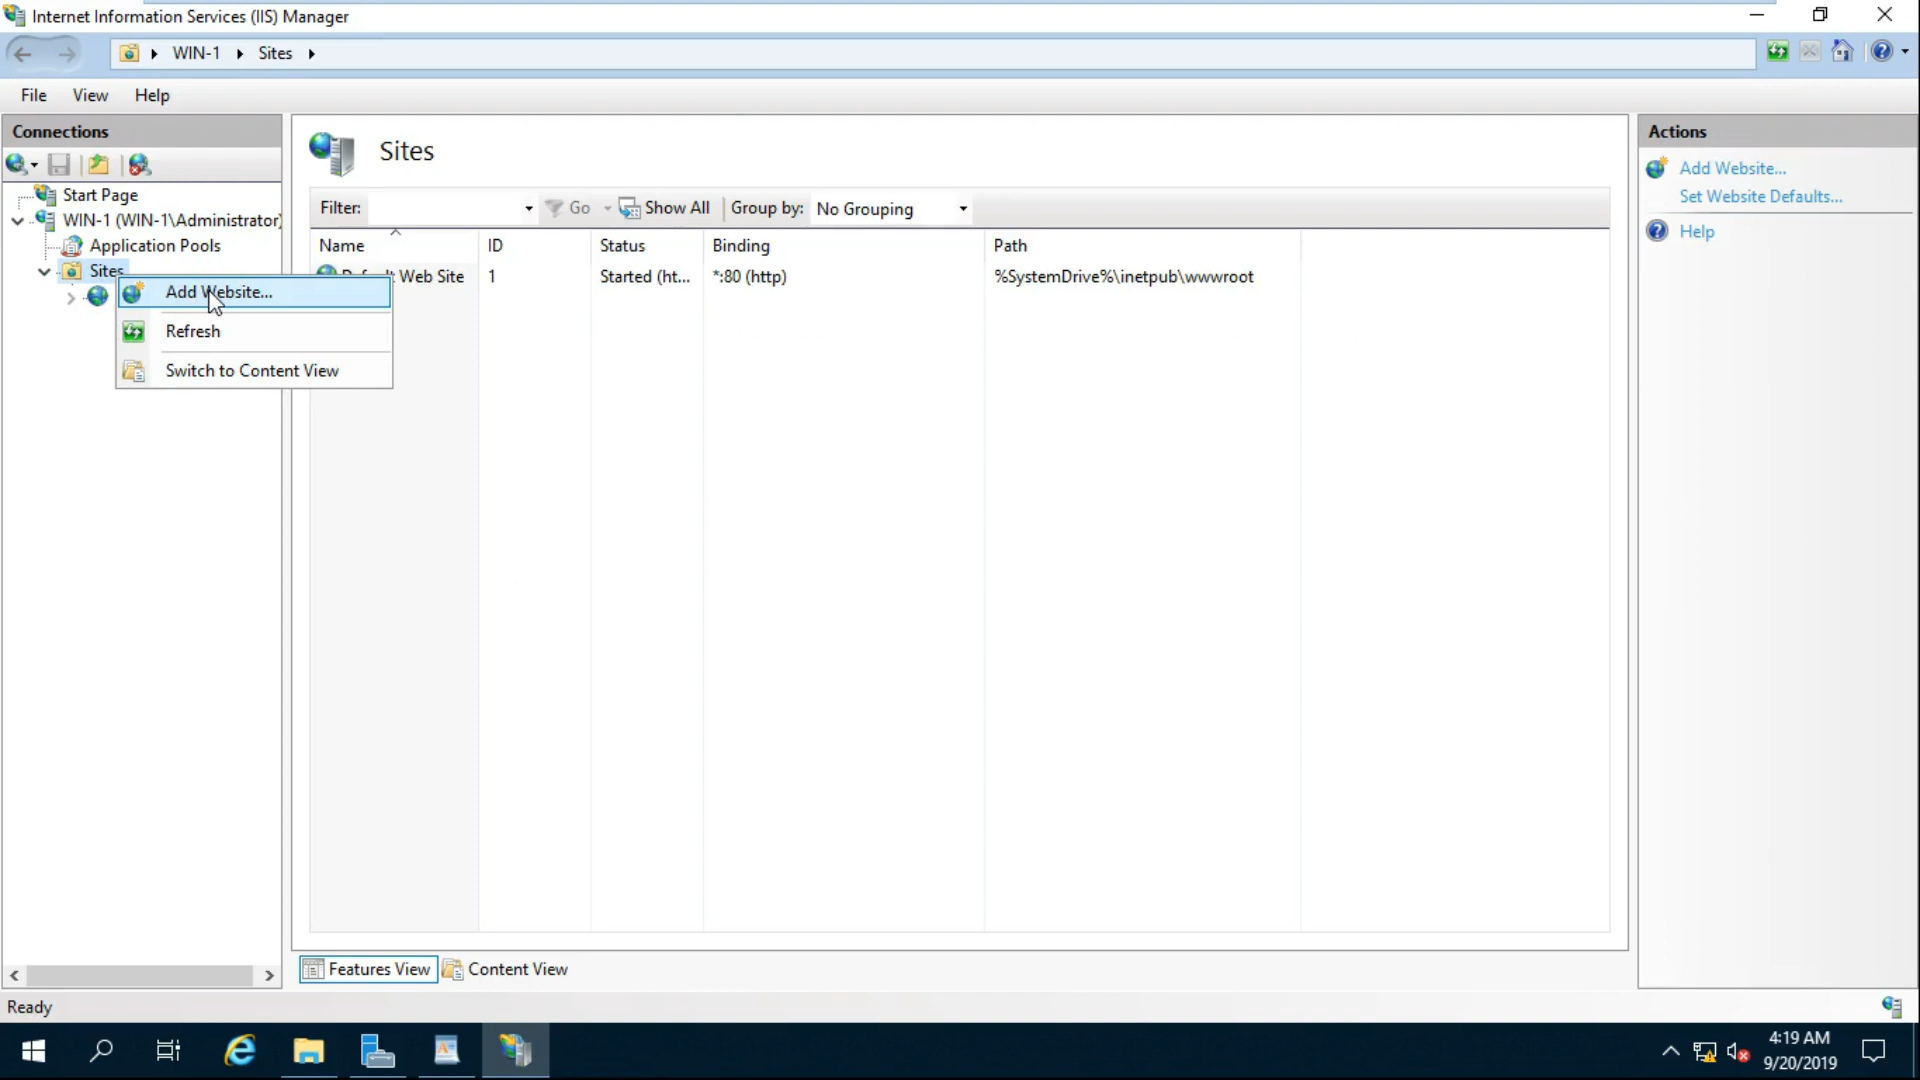 Internet Information Services (IIS) Manager
WIN-1 Sites
File View Help
Connections
Start Page
WIN-1 (WIN-1\Administrator)
Application Pools
Sites
Add Website...
Refresh
Switch to Content View
Sites
Filter: Go Show All Group by: No Grouping
Name ID Status Binding Path
Web Site 1 Started (ht... *:80 (http) %SystemDrive%\inetpub\wwwroot
Features View Content View
Actions
Add Website...
Set Website Defaults...
Help
Ready
4:19 AM
9/20/2019